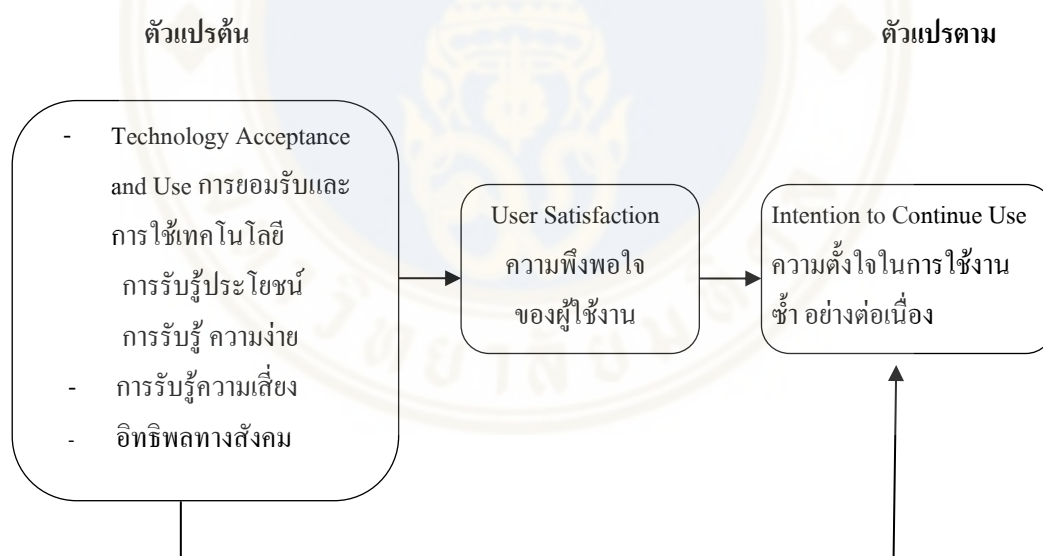 ตัวแปรต้น
ตัวแปรตาม
- Technology Acceptance
and Use การยอมรับและ
การใช้เทคโนโลยี
การรับรู้ประโยชน์
การรับรู้ ความง่าย
- การรับรู้ความเสี่ยง
- อิทธิพลทางสังคม
User Satisfaction
ความพึงพอใจ
ของผู้ใช้งาน
Intention to Continue Use
ความตั้งใจในการใช้งาน
ซ้ำ อย่างต่อเนื่อง